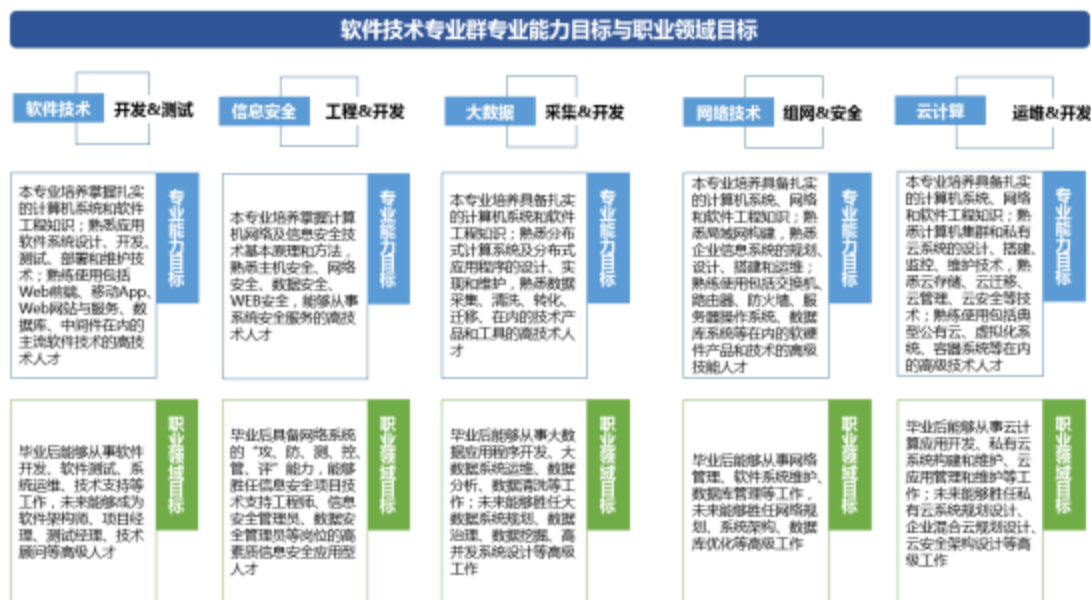 软件技术专业群专业能力目标与职业领域目标
软件技术
开发&测试
本专业培养掌握扎实
的计算机系统和软件
工程知识；熟悉应用
软件系统设计、开发、
测试、部署和维护技
术；熟练使用包括
Web前端、移动App、
Web网站与服务、数
据库、中间件在内的
主流软件技术的高技
术人才
专业能力目标
毕业后能够从事软件
开发、软件测试、系
统运维、技术支持等
工作，未来能够成为
软件架构师、项目经
理、测试经理、技术
顾问等高级人才
职业领域目标
信息安全
工程&开发
本专业培养掌握计算
机网络及信息安全技
术基本原理和方法，
熟悉主机安全、网络
安全、数据安全、
WEB安全，能够从事
系统安全服务的高技
术人才
专业能力目标
毕业后具备网络系统
的“攻、防、测、控、
管、评”能力，能够
胜任信息安全项目技
术支持工程师、信息
安全管理员、数据安
全管理员等岗位的高
素质信息安全应用型
人才
职业领域目标
大数据
采集&开发
本专业培养具备扎实
的计算机系统和软件
工程知识；熟悉分布
式计算系统及分布式
应用程序的设计、实
现和维护，熟悉数据
采集、清洗、转化、
迁移、在内的技术产
品和工具的高技术人
才
专业能力目标
毕业后能够从事大数
据应用程序开发、大
数据系统运维、数据
分析、数据清洗等工
作；未来能够胜任大
数据系统规划、数据
治理、数据挖掘、高
并发系统设计等高级
工作
职业领域目标
网络技术
组网&安全
本专业培养具备扎实
的计算机系统、网络
和软件工程知识；熟
悉局域网构建，熟悉
企业信息系统的规划、
设计、搭建和运维；
熟练使用包括交换机、
路由器、防火墙、服
务器操作系统、数据
库系统等在内的软硬
件产品和技术的高级
技能人才
专业能力目标
毕业后能够从事网络
管理、软件系统维护、
数据库管理等工作，
未来能够胜任网络规
划、系统架构、数据
库优化等高级工作
职业领域目标
云计算
运维&开发
本专业培养具备扎实
的计算机系统、网络
和软件工程知识；熟
悉计算机集群和私有
云系统的设计、搭建、
监控、维护技术，熟
悉云存储、云迁移、
云管理、云安全等技
术；熟练使用包括典
型公有云、虚拟化系
统、容器系统等在内
的高级技术人才
专业能力目标
毕业后能够从事云计
算应用开发、私有云
系统构建和维护、云
应用管理和维护等工
作；未来能够胜任私
有云系统规划设计、
企业混合云规划设计、
云安全架构设计等高
级工作
职业领域目标